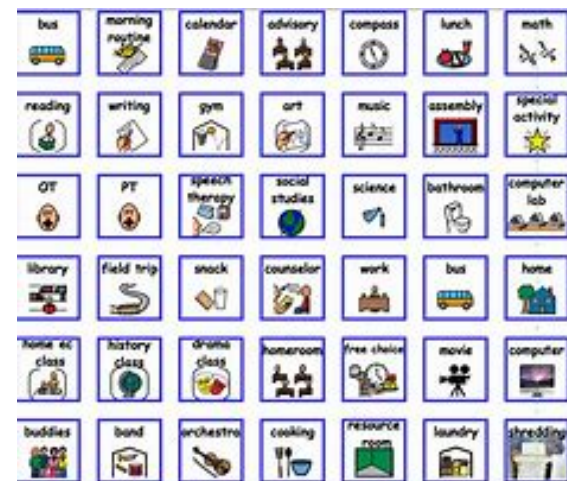 bus
morning
routine
calendar
advisory
compass
lunch
math
reading
writing
gym
art
music
assembly
special
activity
OT
PT
speech
therapy
social
studies
science
bathroom
computer
lab
library
field trip
snack
counselor
work
bus
home
home ec
class
history
class
drama
class
homeroom
free choice
movie
computer
buddies
band
orchestra
cooking
resource
room
laundry
shredding